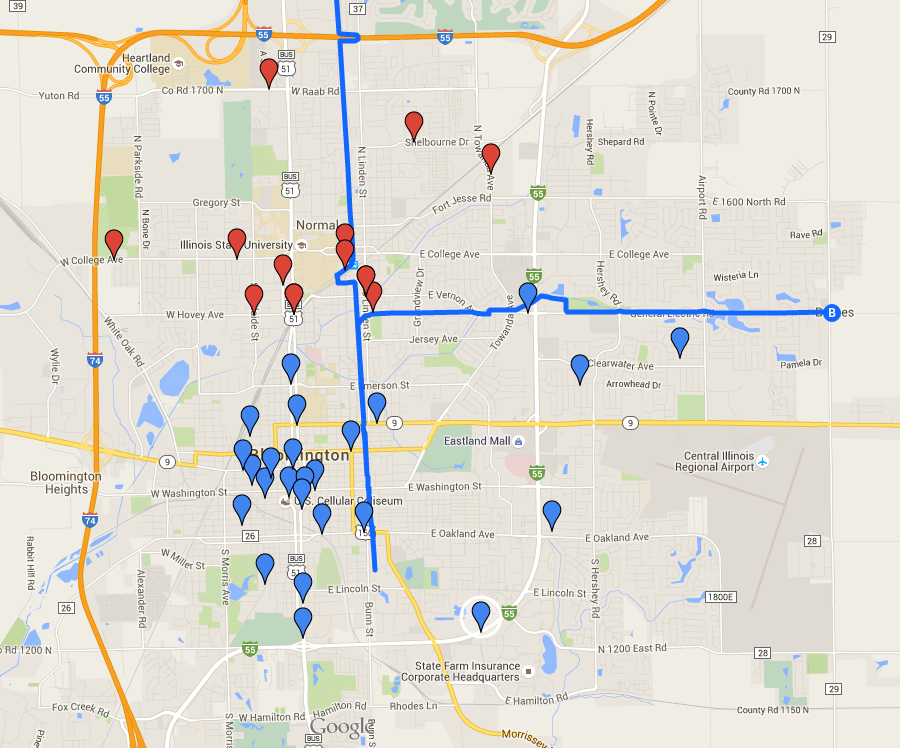 39
37
55
55
29
Heartland
Community College
BUS
51
Co Rd 1700 N
W Raab Rd
County Rd 1700 N
Yuton Rd
55
N Pointe Dr
Hershey Rd
Shepard Rd
Shelbourne Dr
N Parkside Rd
N Linden St
BUS
51
55
Airport Rd
Gregory St
Fort Jesse Rd
E 1600 North Rd
N Bone Dr
Normal
Rave Rd
Illinois State University
W College Ave
E College Ave
E College Ave
Hershey Rd
55
Wisteria Ln
E Vernon Ave
Grandview Dr
W Hovey Ave
51
General Electric Rd
B
White Oak Rd
Towanda Ave
Jersey Ave
Wylie Dr
74
Clearwater Ave
Pamela Dr
E Emerson St
Arrowhead Dr
9
9
Eastland Mall
Bloomington
9
Central Illinois
Regional Airport
55
Bloomington
Heights
W Washington St
E Washington St
U.S. Cellular Coliseum
74
26
150
E Oakland Ave
E Oakland Ave
28
Rabbit Hill Rd
W Miller St
S Morris Ave
BUS
51
Alexander Rd
E Lincoln St
E Lincoln St
S Hershey Rd
1800E
26
Bunn St
55
Rd 1200 N
55
N 1200 East Rd
28
State Farm Insurance
Corporate Headquarters
29
E Hamilton Rd
Fox Creek Rd
Rhodes Ln
Hamilton Rd
W Hamilton Rd
County Rd 1150 N
Google
BUS